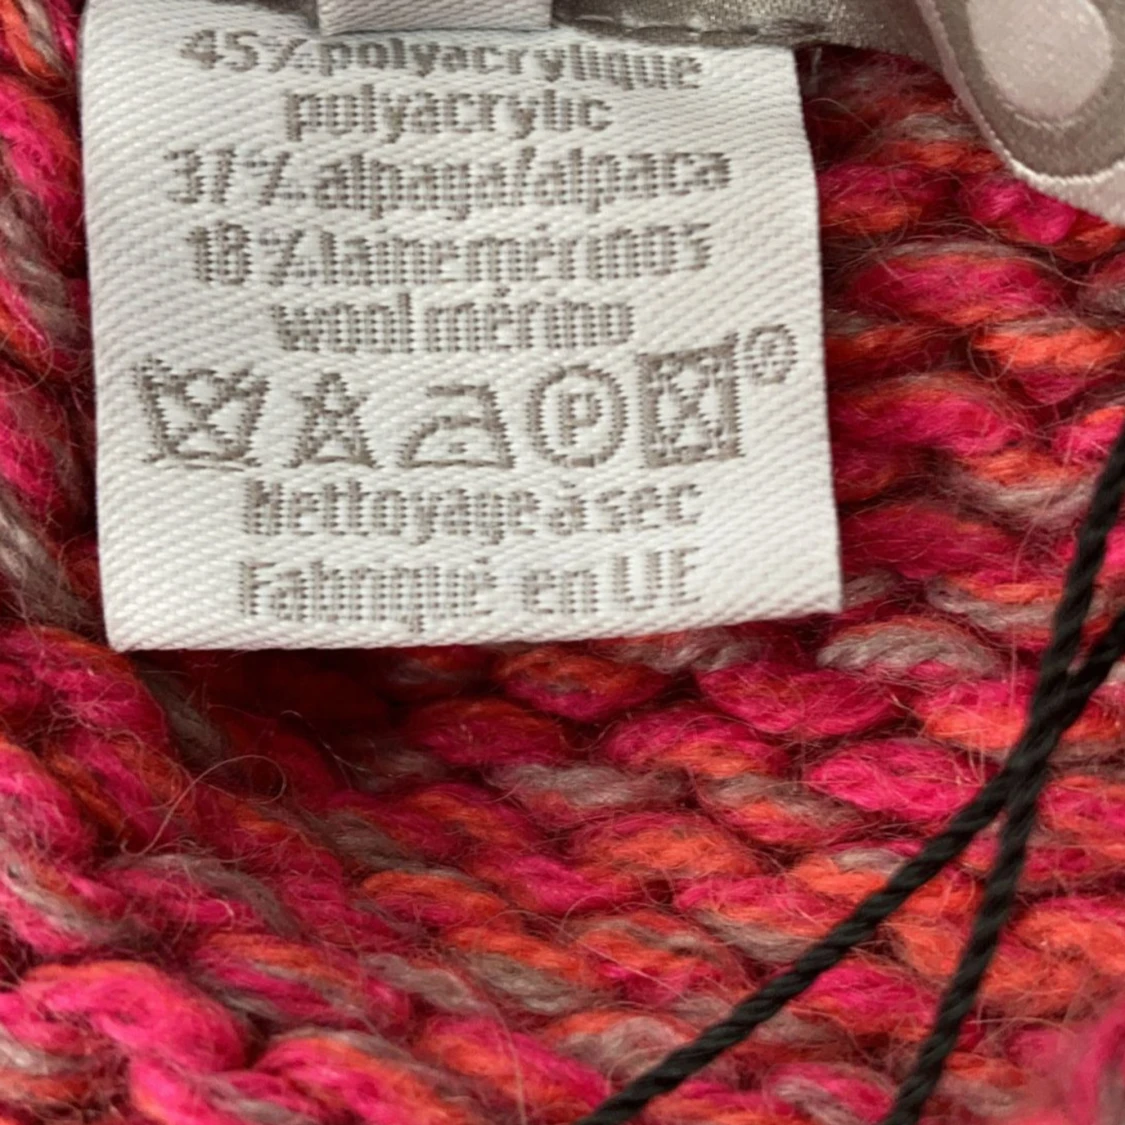 45% polyacrylique
polyacrylic
37% alpaga/alpaca
18% laine mérinos
wool mérino
P ®
Nettoyage à sec
Fabriqué en UE